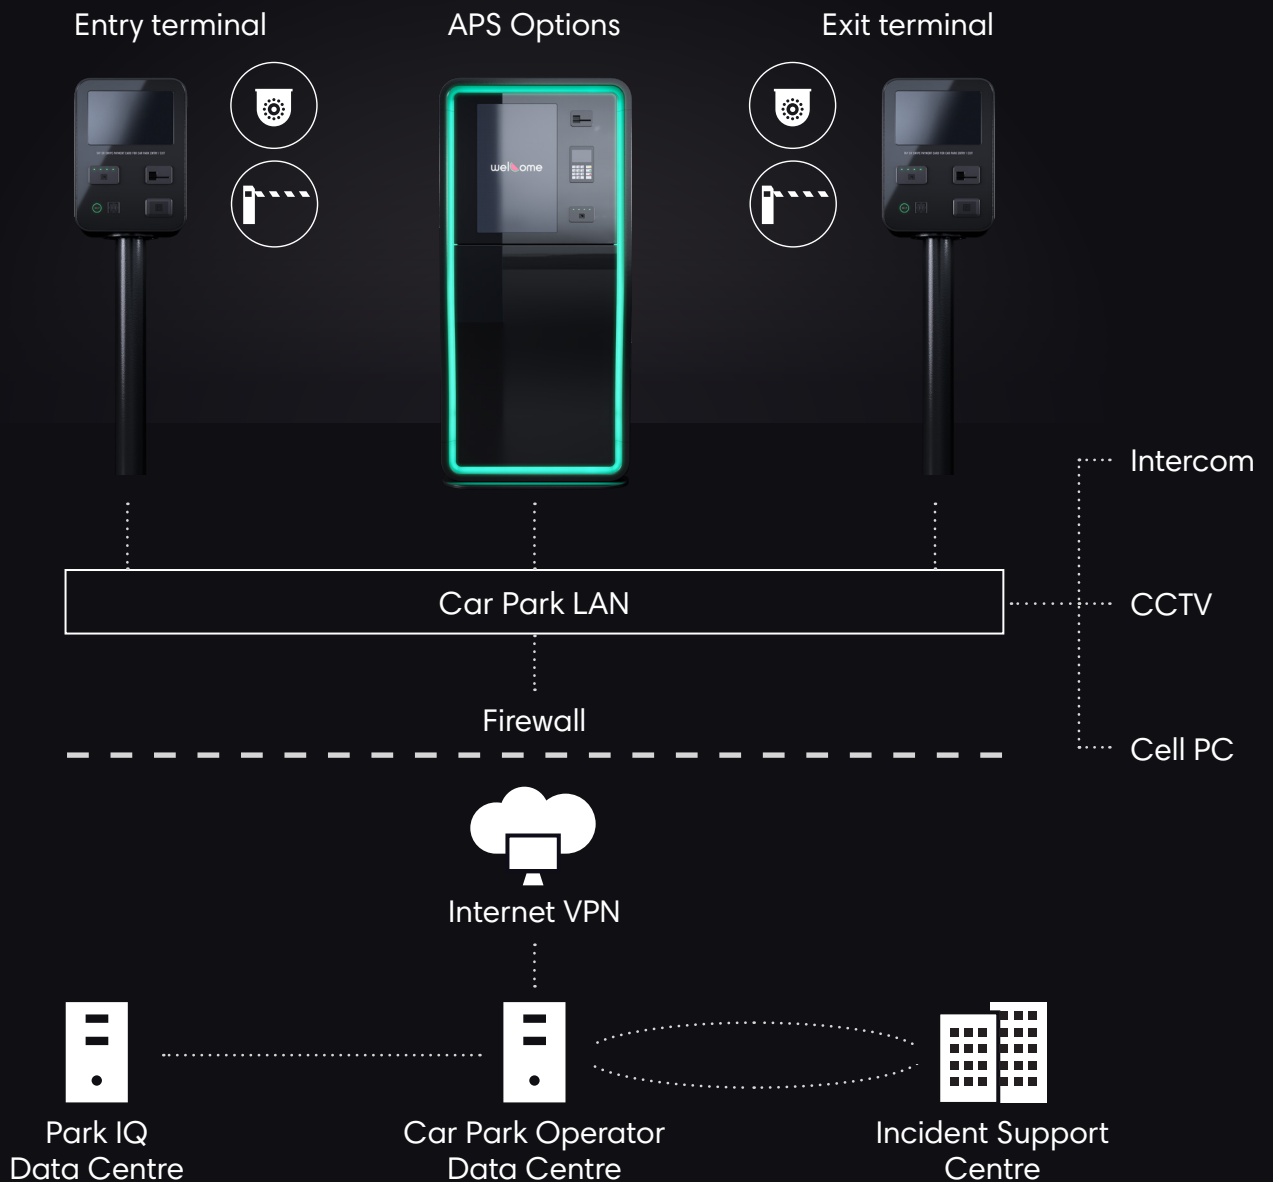 Entry terminal
APS Options
Exit terminal
welcome
Intercom
Car Park LAN
CCTV
Firewall
Cell PC
Internet VPN
Park IQ
Data Centre
Car Park Operator
Data Centre
Incident Support
Centre